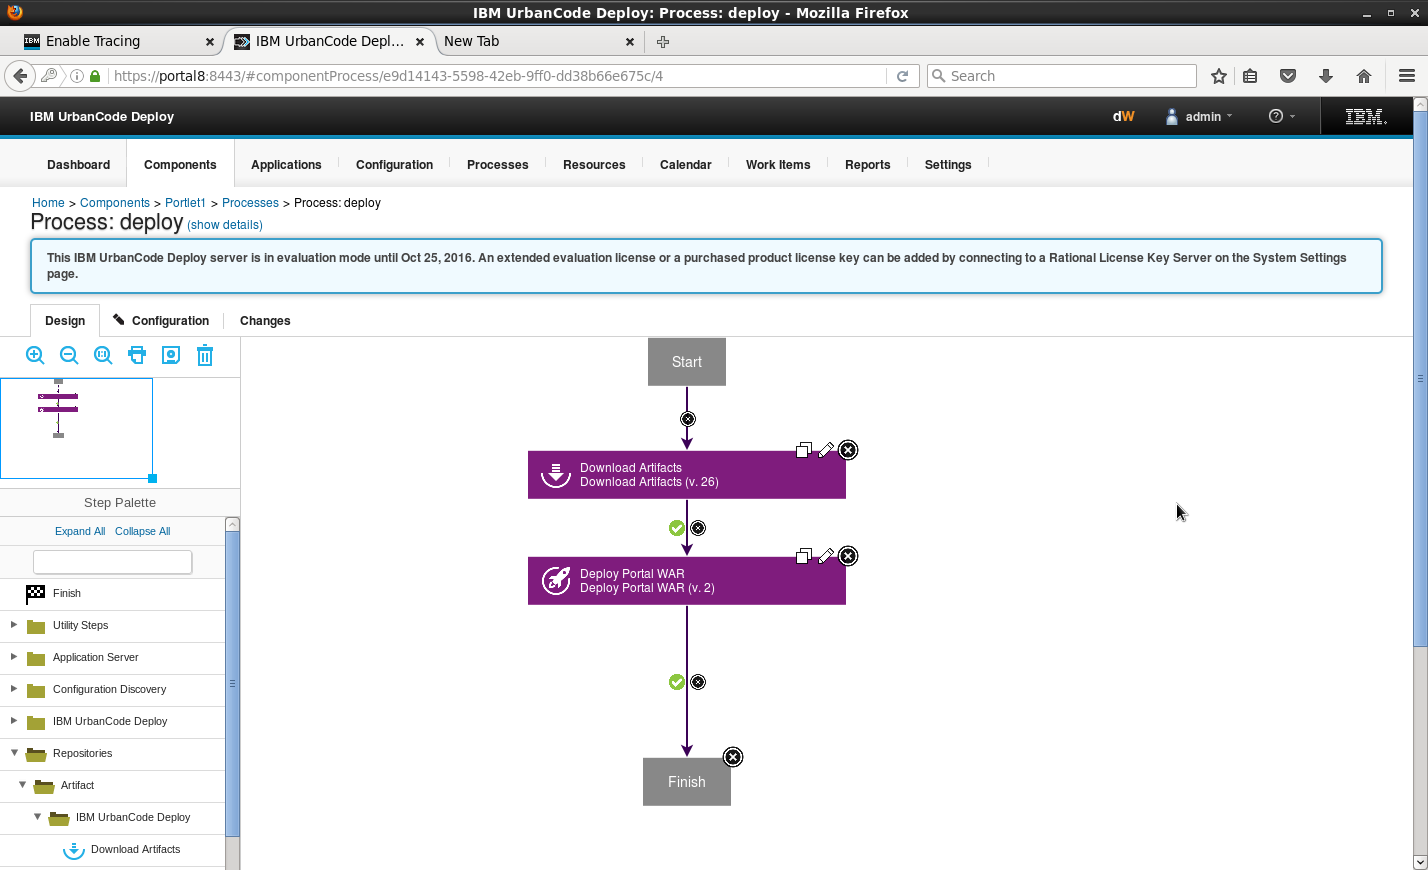 IBM UrbanCode Deploy: Process: deploy - Mozilla Firefox
Enable Tracing
IBM UrbanCode Depl...
New Tab
https://portal8:8443/#componentProcess/e9d14143-5598-42eb-9ff0-dd38b66e675c/4
Search
IBM UrbanCode Deploy
dW
admin
IBM
Dashboard
Components
Applications
Configuration
Processes
Resources
Calendar
Work Items
Reports
Settings
Home > Components > Portlet1 > Processes > Process: deploy
Process: deploy (show details)
This IBM UrbanCode Deploy server is in evaluation mode until Oct 25, 2016. An extended evaluation license or a purchased product license key can be added by connecting to a Rational License Key Server on the System Settings
page.
Design
Configuration
Changes
Step Palette
Expand All
Collapse All
Finish
Utility Steps
Application Server
Configuration Discovery
IBM UrbanCode Deploy
Repositories
Artifact
IBM UrbanCode Deploy
Download Artifacts
Start
Download Artifacts
Download Artifacts (v. 26)
Deploy Portal WAR
Deploy Portal WAR (v. 2)
Finish